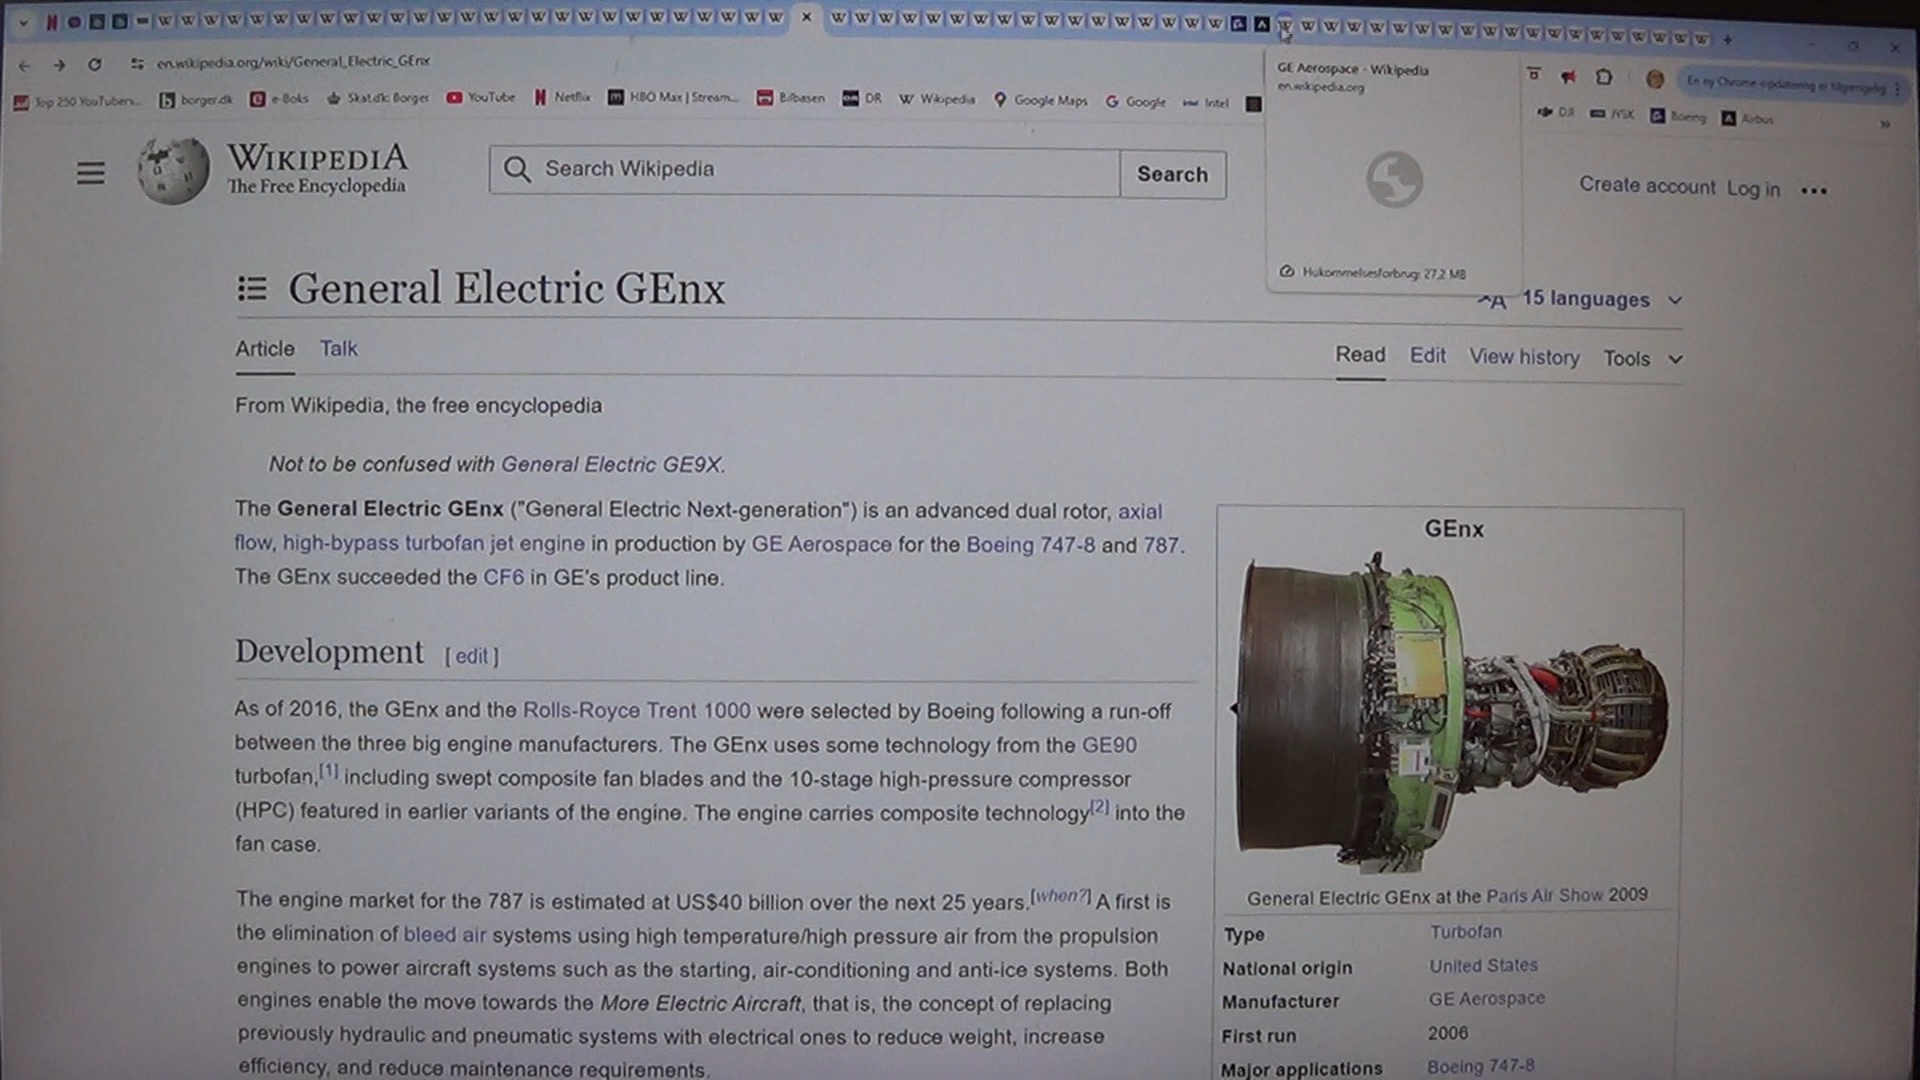 en.wikipedia.org/wiki/General_Electric_GEnx
En ny Chrome-opdatering er tilgængelig
Top 250 YouTubers...
borger.dk
e-Boks
Skat.dk: Borger
YouTube
Netflix
HBO Max | Stream...
Bilbasen
DR
Wikipedia
Google Maps
Google
Intel
DJI
JYSK
Boeing
Airbus
GE Aerospace - Wikipedia
en.wikipedia.org
Hukommelsesforbrug: 27,2 MB
WIKIPEDIA
The Free Encyclopedia
Search Wikipedia
Search
Create account Log in
General Electric GEnx
15 languages
Article Talk
Read Edit View history Tools
From Wikipedia, the free encyclopedia
Not to be confused with General Electric GE9X.
The General Electric GEnx ("General Electric Next-generation") is an advanced dual rotor, axial
flow, high-bypass turbofan jet engine in production by GE Aerospace for the Boeing 747-8 and 787.
The GEnx succeeded the CF6 in GE's product line.
Development [ edit ]
As of 2016, the GEnx and the Rolls-Royce Trent 1000 were selected by Boeing following a run-off
between the three big engine manufacturers. The GEnx uses some technology from the GE90
turbofan,[1] including swept composite fan blades and the 10-stage high-pressure compressor
(HPC) featured in earlier variants of the engine. The engine carries composite technology[2] into the
fan case.
The engine market for the 787 is estimated at US$40 billion over the next 25 years.[when?] A first is
the elimination of bleed air systems using high temperature/high pressure air from the propulsion
engines to power aircraft systems such as the starting, air-conditioning and anti-ice systems. Both
engines enable the move towards the More Electric Aircraft, that is, the concept of replacing
previously hydraulic and pneumatic systems with electrical ones to reduce weight, increase
efficiency, and reduce maintenance requirements.
GEnx
General Electric GEnx at the Paris Air Show 2009
Type Turbofan
National origin United States
Manufacturer GE Aerospace
First run 2006
Major applications Boeing 747-8